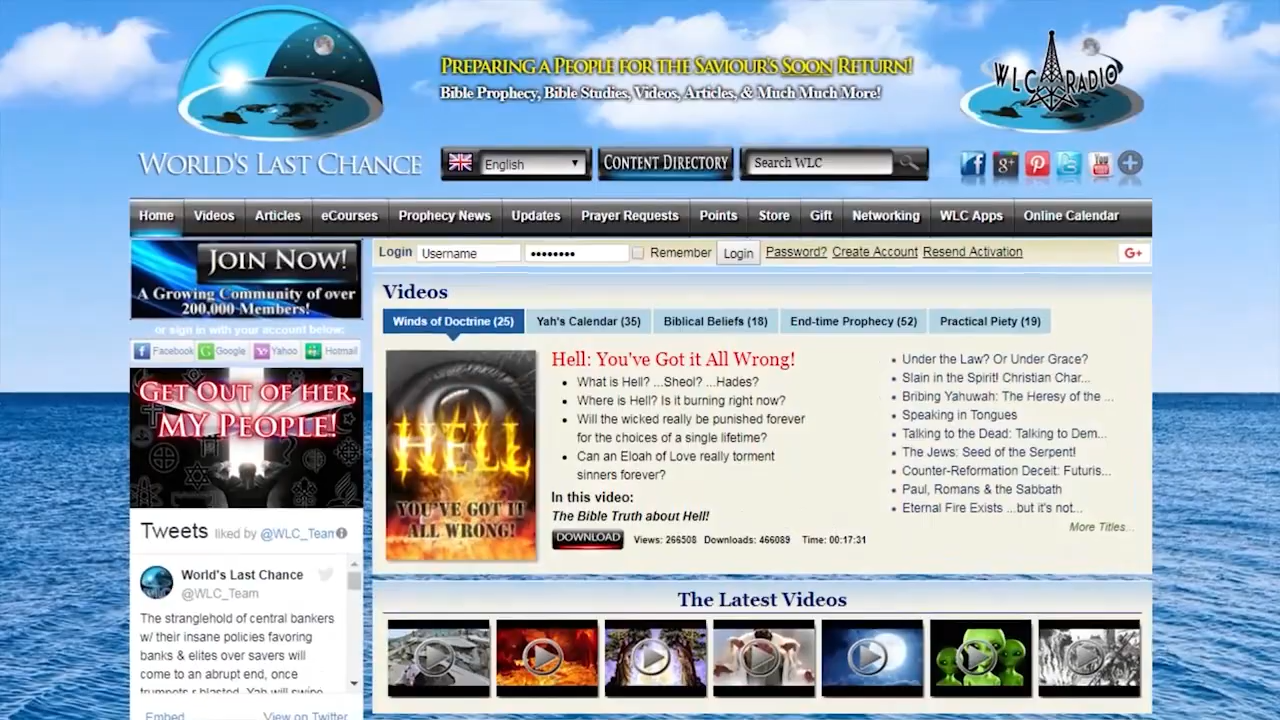 PREPARING A PEOPLE FOR THE SAVIOUR'S SOON RETURN!
Bible Prophecy, Bible Studies, Videos, Articles, & Much Much More!
WLC RADIO
WORLD'S LAST CHANCE
English
CONTENT DIRECTORY
Search WLC
Home Videos Articles eCourses Prophecy News Updates Prayer Requests Points Store Gift Networking WLC Apps Online Calendar
JOIN NOW!
A Growing Community of over
200,000 Members!
or sign in with your account below:
Facebook Google Yahoo Hotmail
GET OUT OF HER,
MY PEOPLE!
Tweets liked by @WLC_Team
World's Last Chance
@WLC_Team
The stranglehold of central bankers
w/ their insane policies favoring
banks & elites over savers will
come to an abrupt end, once
trumpets r blasted. Yah will swipe
Embed View on Twitter
Login Username •••••••• Remember Login Password? Create Account Resend Activation
G+
Videos
Winds of Doctrine (25) Yah's Calendar (35) Biblical Beliefs (18) End-time Prophecy (52) Practical Piety (19)
HELL
YOU'VE GOT IT
ALL WRONG!
Hell: You've Got it All Wrong!
• What is Hell? ...Sheol? ...Hades?
• Where is Hell? Is it burning right now?
• Will the wicked really be punished forever
for the choices of a single lifetime?
• Can an Eloah of Love really torment
sinners forever?
In this video:
The Bible Truth about Hell!
DOWNLOAD Views: 266508 Downloads: 466089 Time: 00:17:31
• Under the Law? Or Under Grace?
• Slain in the Spirit! Christian Char...
• Bribing Yahuwah: The Heresy of the ...
• Speaking in Tongues
• Talking to the Dead: Talking to Dem...
• The Jews: Seed of the Serpent!
• Counter-Reformation Deceit: Futuris...
• Paul, Romans & the Sabbath
• Eternal Fire Exists ...but it's not...
More Titles...
The Latest Videos